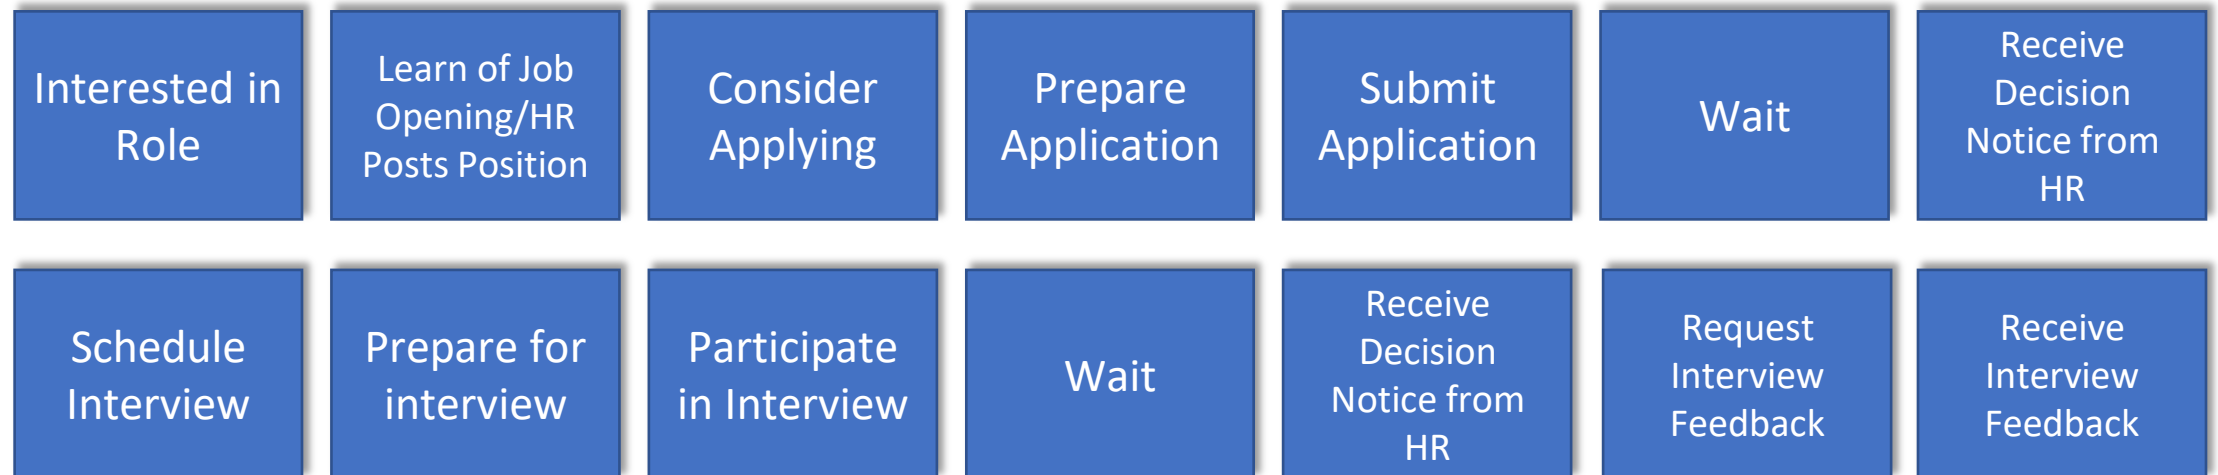 Interested in
Role
Learn of Job
Opening/HR
Posts Position
Consider
Applying
Prepare
Application
Submit
Application
Wait
Receive
Decision
Notice from
HR
Schedule
Interview
Prepare for
interview
Participate
in Interview
Wait
Receive
Decision
Notice from
HR
Request
Interview
Feedback
Receive
Interview
Feedback